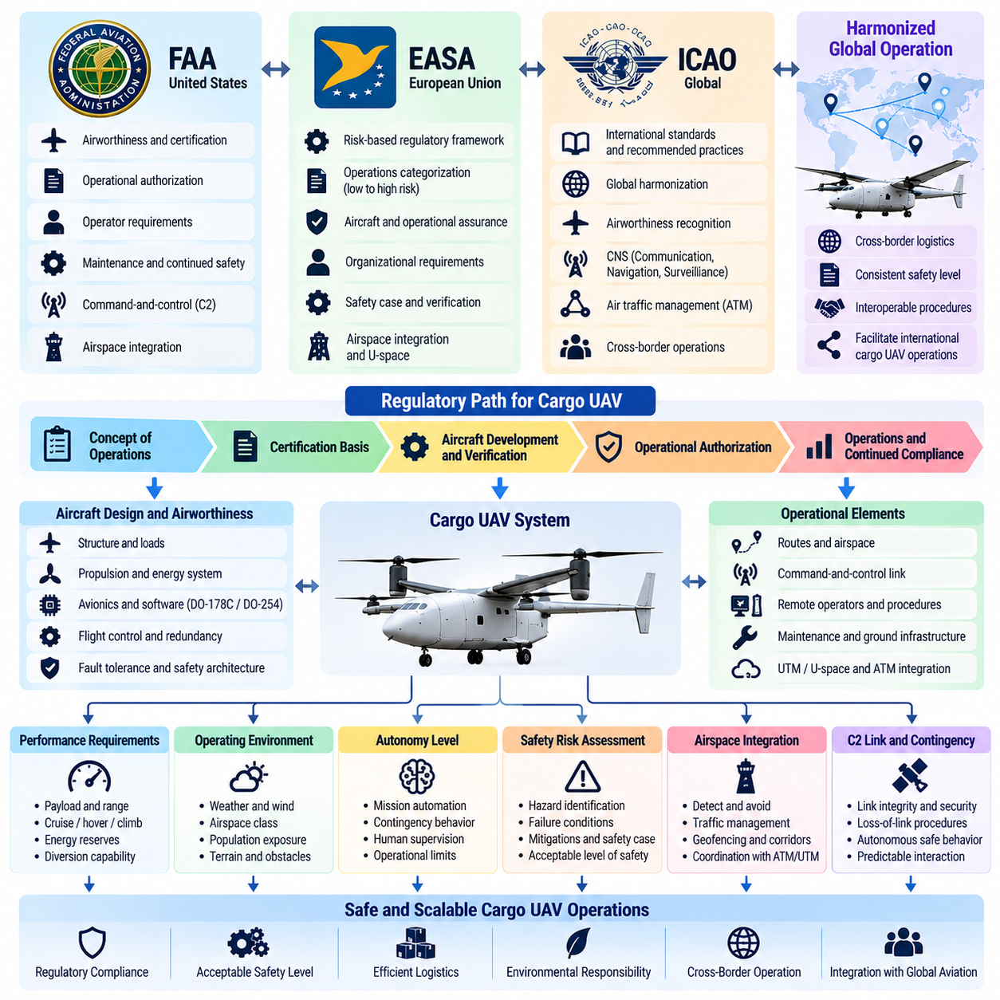 FEDERAL AVIATION
ADMINISTATION
FAA
United States
Airworthiness and certification
Operational authorization
Operator requirements
Maintenance and continued safety
Command-and-control (C2)
Airspace integration
EASA
European Union
Risk-based regulatory framework
Operations categorization
(low to high risk)
Aircraft and operational assurance
Organizational requirements
Safety case and verification
Airspace integration
and U-space
ICAO
Global
International standards
and recommended practices
Global harmonization
Airworthiness recognition
CNS (Communication,
Navigation, Surveillance)
Air traffic management (ATM)
Cross-border operations
Harmonized
Global Operation
Cross-border logistics
Consistent safety level
Interoperable procedures
Facilitate international
cargo UAV operations
Regulatory Path for Cargo UAV
Concept of
Operations
Certification Basis
Aircraft Development
and Verification
Operational Authorization
Operations and
Continued Compliance
Aircraft Design and Airworthiness
Structure and loads
Propulsion and energy system
Avionics and software (DO-178C / DO-254)
Flight control and redundancy
Fault tolerance and safety architecture
Cargo UAV System
Operational Elements
Routes and airspace
Command-and-control link
Remote operators and procedures
Maintenance and ground infrastructure
UTM / U-space and ATM integration
Performance Requirements
• Payload and range
• Cruise / hover / climb
• Energy reserves
• Diversion capability
Operating Environment
• Weather and wind
• Airspace class
• Population exposure
• Terrain and obstacles
Autonomy Level
• Mission automation
• Contingency behavior
• Human supervision
• Operational limits
Safety Risk Assessment
• Hazard identification
• Failure conditions
• Mitigations and safety case
• Acceptable level of safety
Airspace Integration
• Detect and avoid
• Traffic management
• Geofencing and corridors
• Coordination with ATM/UTM
C2 Link and Contingency
• Link integrity and security
• Loss-of-link procedures
• Autonomous safe behavior
• Predictable interaction
Safe and Scalable Cargo UAV Operations
Regulatory Compliance
Acceptable Safety Level
Efficient Logistics
Environmental Responsibility
Cross-Border Operation
Integration with Global Aviation